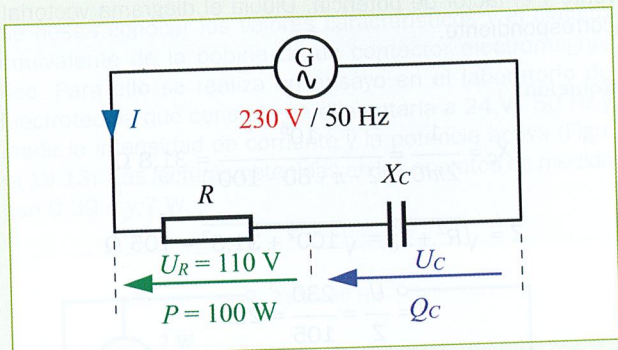 G
I
230 V / 50 Hz
R
X_C
U_R = 110 V
U_C
P = 100 W
Q_C